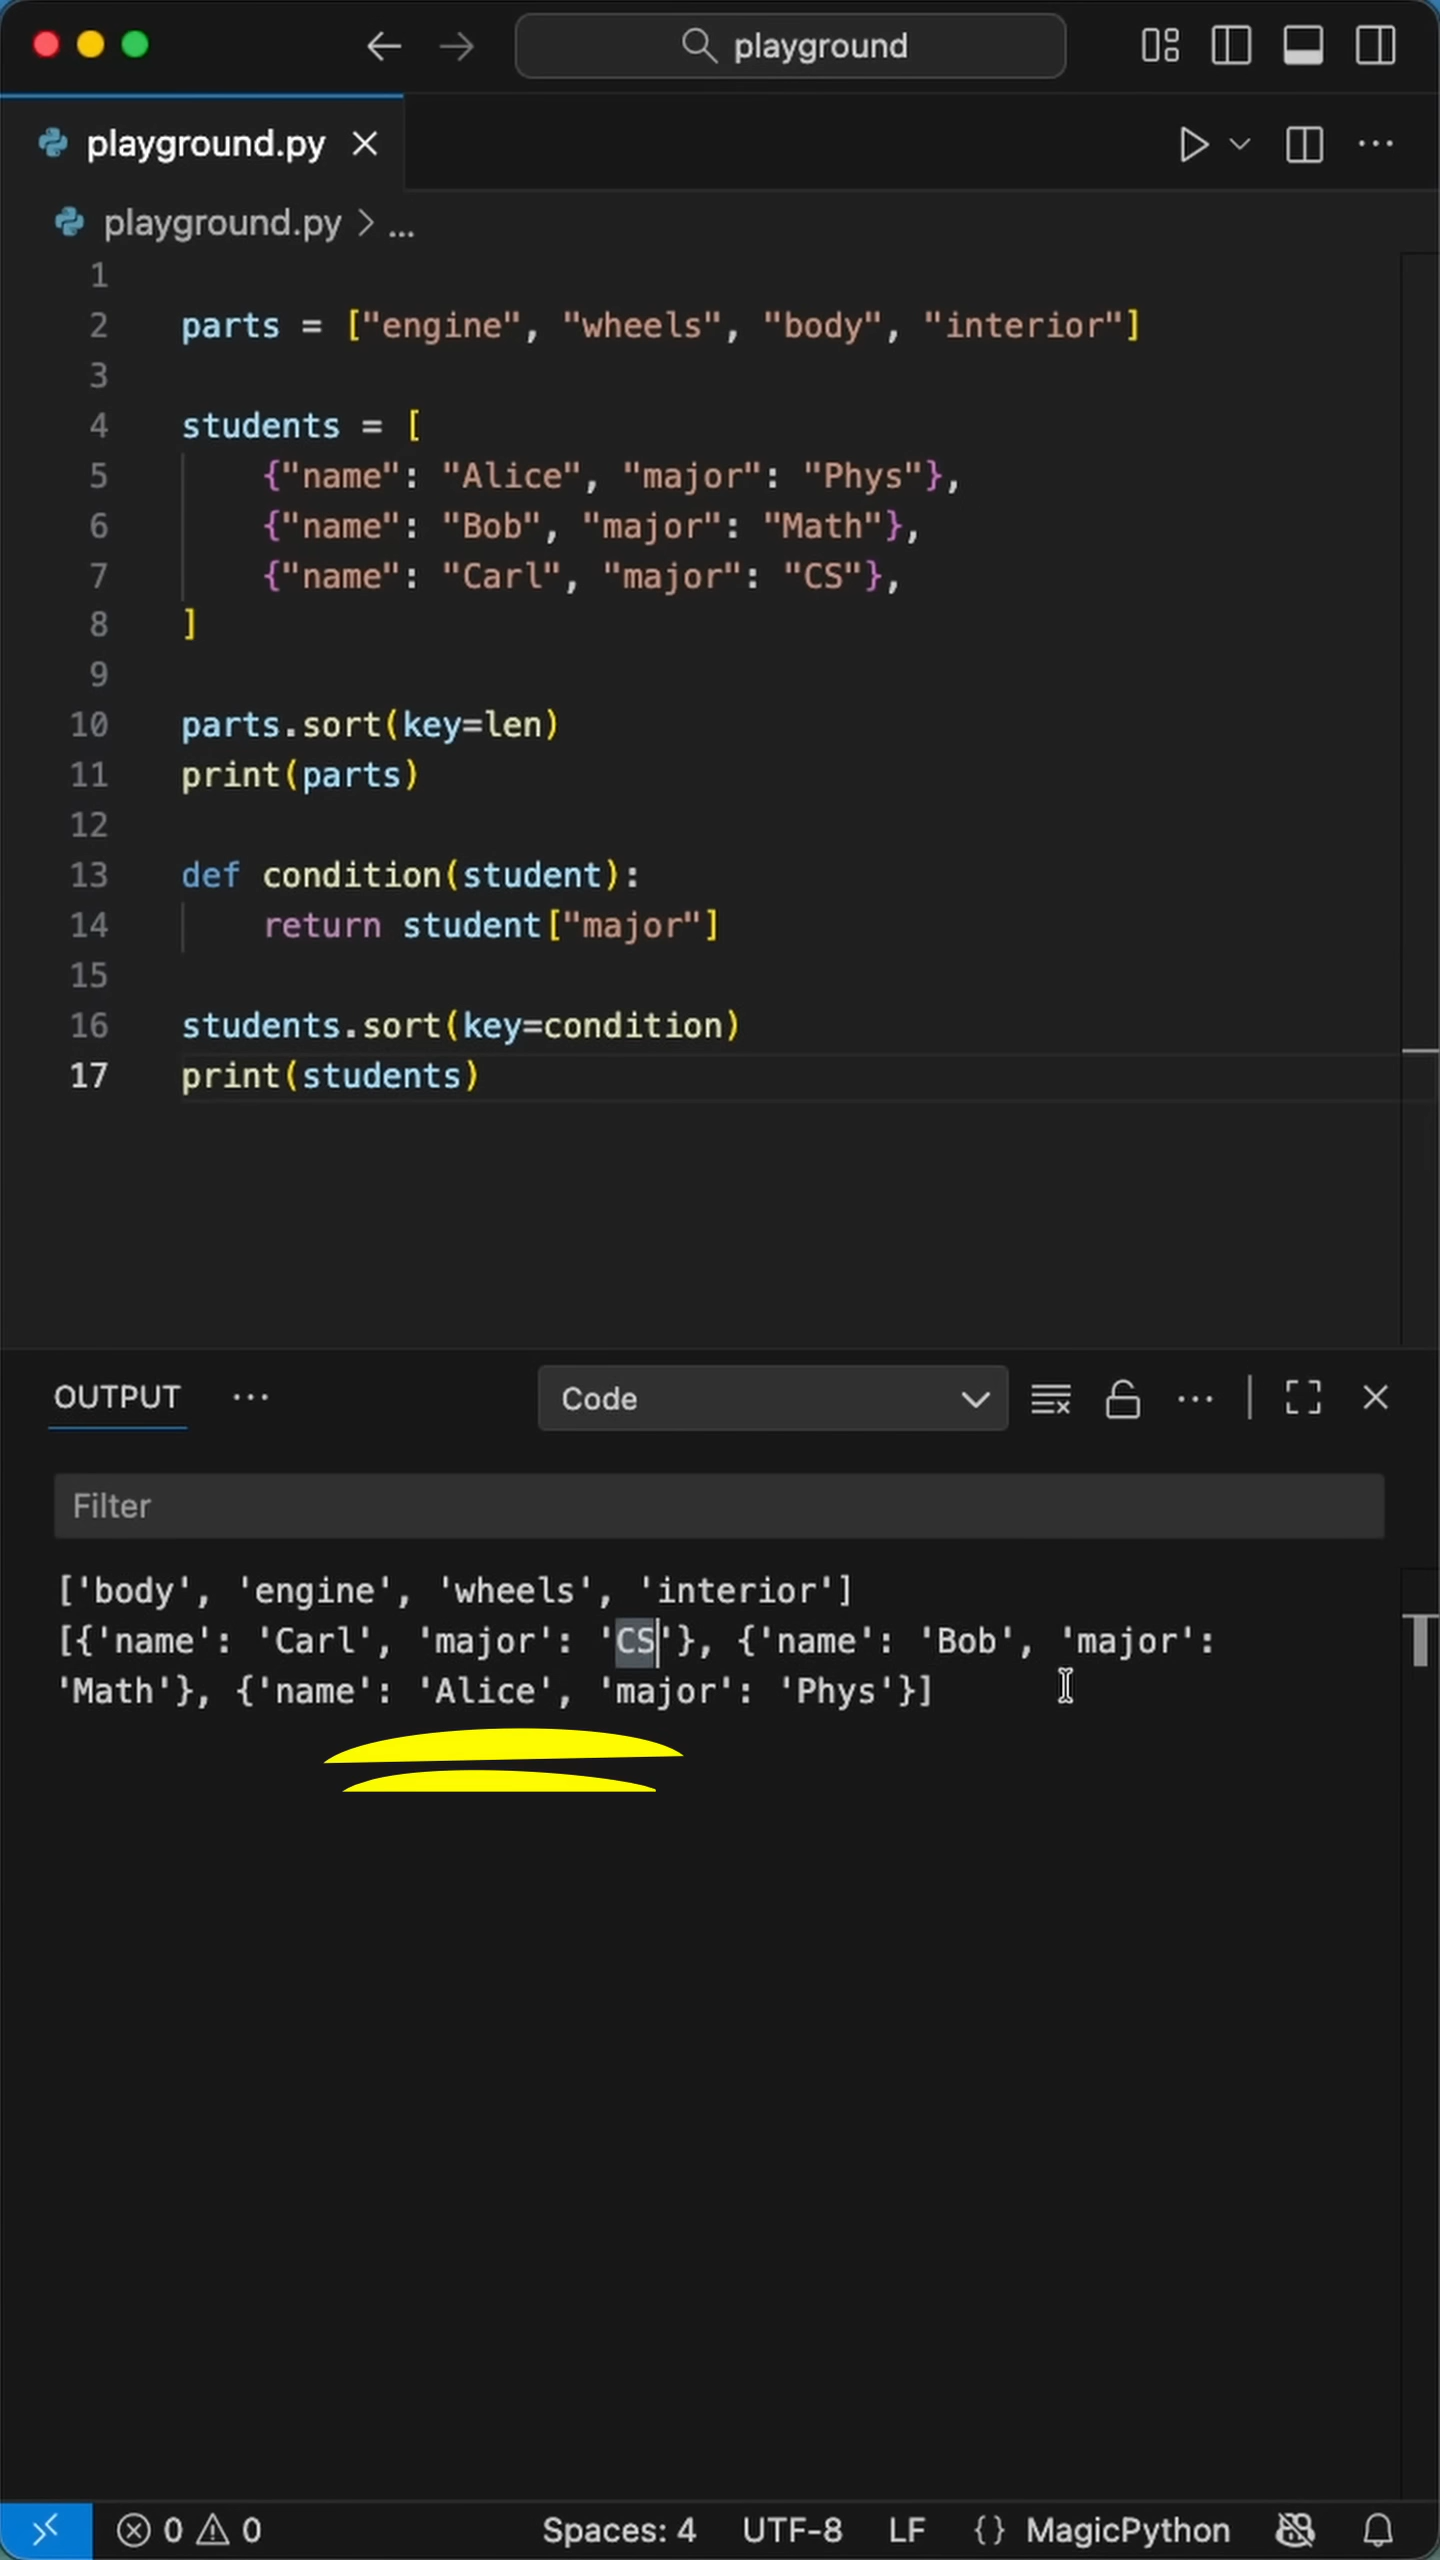 playground
playground.py
playground.py > ...
1
2 parts = ["engine", "wheels", "body", "interior"]
3
4 students = [
5 {"name": "Alice", "major": "Phys"},
6 {"name": "Bob", "major": "Math"},
7 {"name": "Carl", "major": "CS"},
8 ]
9
10 parts.sort(key=len)
11 print(parts)
12
13 def condition(student):
14 return student["major"]
15
16 students.sort(key=condition)
17 print(students)
OUTPUT ... Code ...
Filter
['body', 'engine', 'wheels', 'interior']
[{'name': 'Carl', 'major': 'CS'}, {'name': 'Bob', 'major':
'Math'}, {'name': 'Alice', 'major': 'Phys'}]
0 0 Spaces: 4 UTF-8 LF {} MagicPython